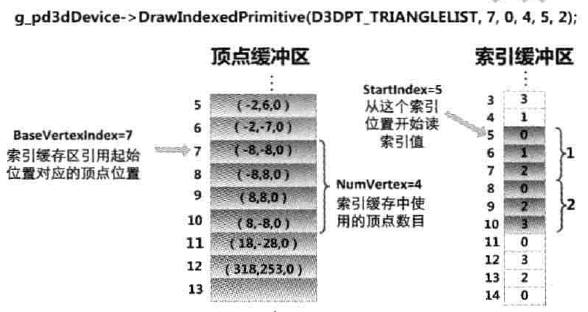 g_pd3dDevice->DrawIndexedPrimitive(D3DPT_TRIANGLELIST, 7, 0, 4, 5, 2);
顶点缓冲区
索引缓冲区
BaseVertexIndex=7
索引缓存区引用起始
位置对应的顶点位置
5 (-2,6,0)
6 (-2,-7,0)
7 (-8,-8,0)
8 (-8,8,0)
9 (8,8,0)
10 (8,-8,0)
11 (18,-28,0)
12 (318,253,0)
13
NumVertex=4
索引缓存中使
用的顶点数目
StartIndex=5
从这个索引
位置开始读
索引值
3 3
4 1
5 0
6 1
7 2
8 0
9 2
10 3
11 0
12 3
13 2
14 0
1
2